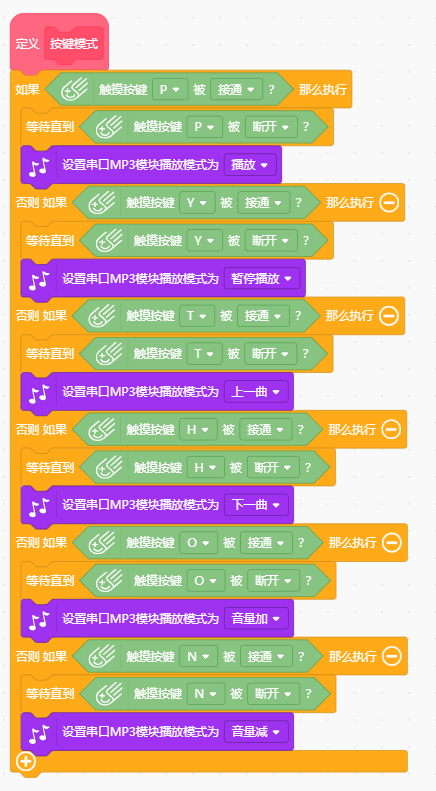 定义 按键模式
如果 触摸按键 P 被 接通 ? 那么执行
等待直到 触摸按键 P 被 断开 ?
设置串口MP3模块播放模式为 播放
否则 如果 触摸按键 Y 被 接通 ? 那么执行
等待直到 触摸按键 Y 被 断开 ?
设置串口MP3模块播放模式为 暂停播放
否则 如果 触摸按键 T 被 接通 ? 那么执行
等待直到 触摸按键 T 被 断开 ?
设置串口MP3模块播放模式为 上一曲
否则 如果 触摸按键 H 被 接通 ? 那么执行
等待直到 触摸按键 H 被 断开 ?
设置串口MP3模块播放模式为 下一曲
否则 如果 触摸按键 O 被 接通 ? 那么执行
等待直到 触摸按键 O 被 断开 ?
设置串口MP3模块播放模式为 音量加
否则 如果 触摸按键 N 被 接通 ? 那么执行
等待直到 触摸按键 N 被 断开 ?
设置串口MP3模块播放模式为 音量减